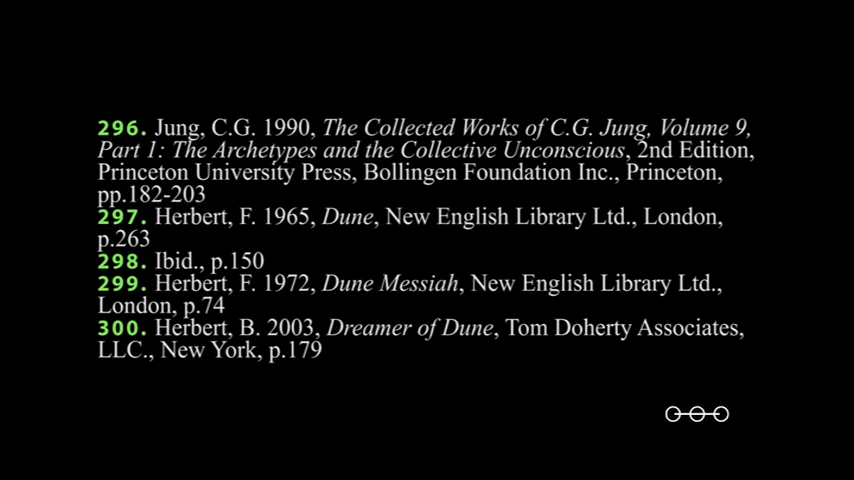 296. Jung, C.G. 1990, The Collected Works of C.G. Jung, Volume 9,
Part 1: The Archetypes and the Collective Unconscious, 2nd Edition,
Princeton University Press, Bollingen Foundation Inc., Princeton,
pp.182-203
297. Herbert, F. 1965, Dune, New English Library Ltd., London,
p.263
298. Ibid., p.150
299. Herbert, F. 1972, Dune Messiah, New English Library Ltd.,
London, p.74
300. Herbert, B. 2003, Dreamer of Dune, Tom Doherty Associates,
LLC., New York, p.179